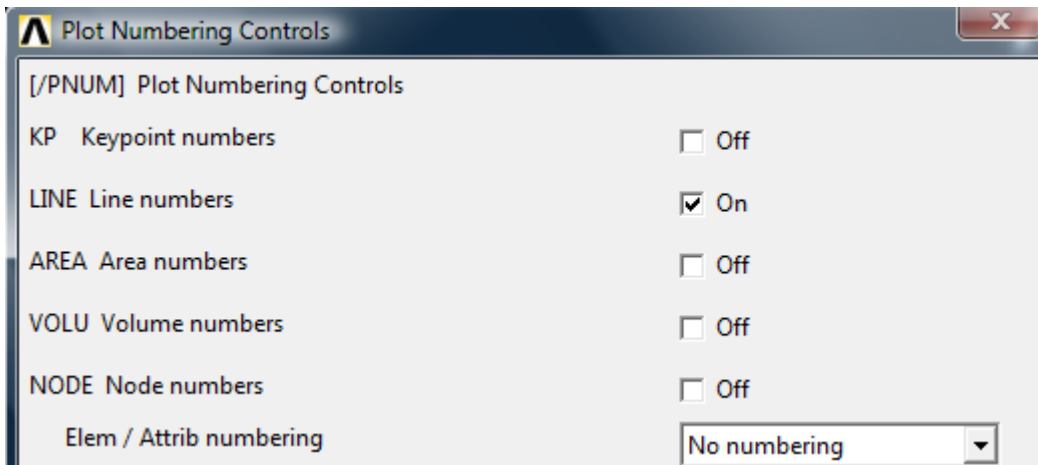 Plot Numbering Controls
[/PNUM] Plot Numbering Controls
KP Keypoint numbers Off
LINE Line numbers On
AREA Area numbers Off
VOLU Volume numbers Off
NODE Node numbers Off
Elem / Attrib numbering No numbering